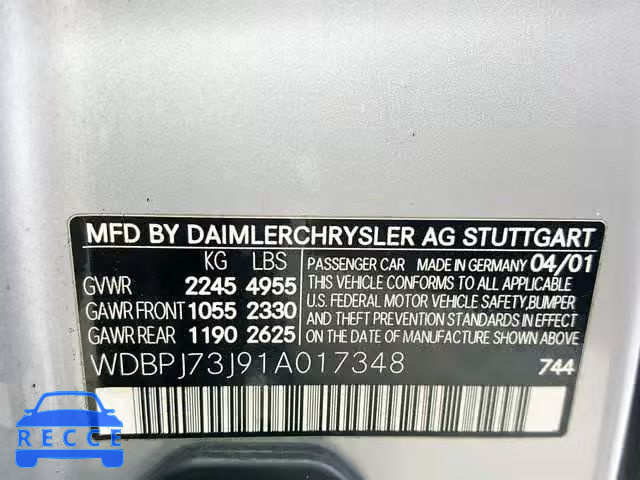 MFD BY DAIMLERCHRYSLER AG STUTTGART
KG LBS
GVWR 2245 4955
GAWR FRONT 1055 2330
GAWR REAR 1190 2625
PASSENGER CAR MADE IN GERMANY 04/01
THIS VEHICLE CONFORMS TO ALL APPLICABLE
U.S. FEDERAL MOTOR VEHICLE SAFETY, BUMPER
AND THEFT PREVENTION STANDARDS IN EFFECT
ON DATE OF MANUFACTURE SHOWN ABOVE.
WDBPJ73J91A017348 744
RECCE